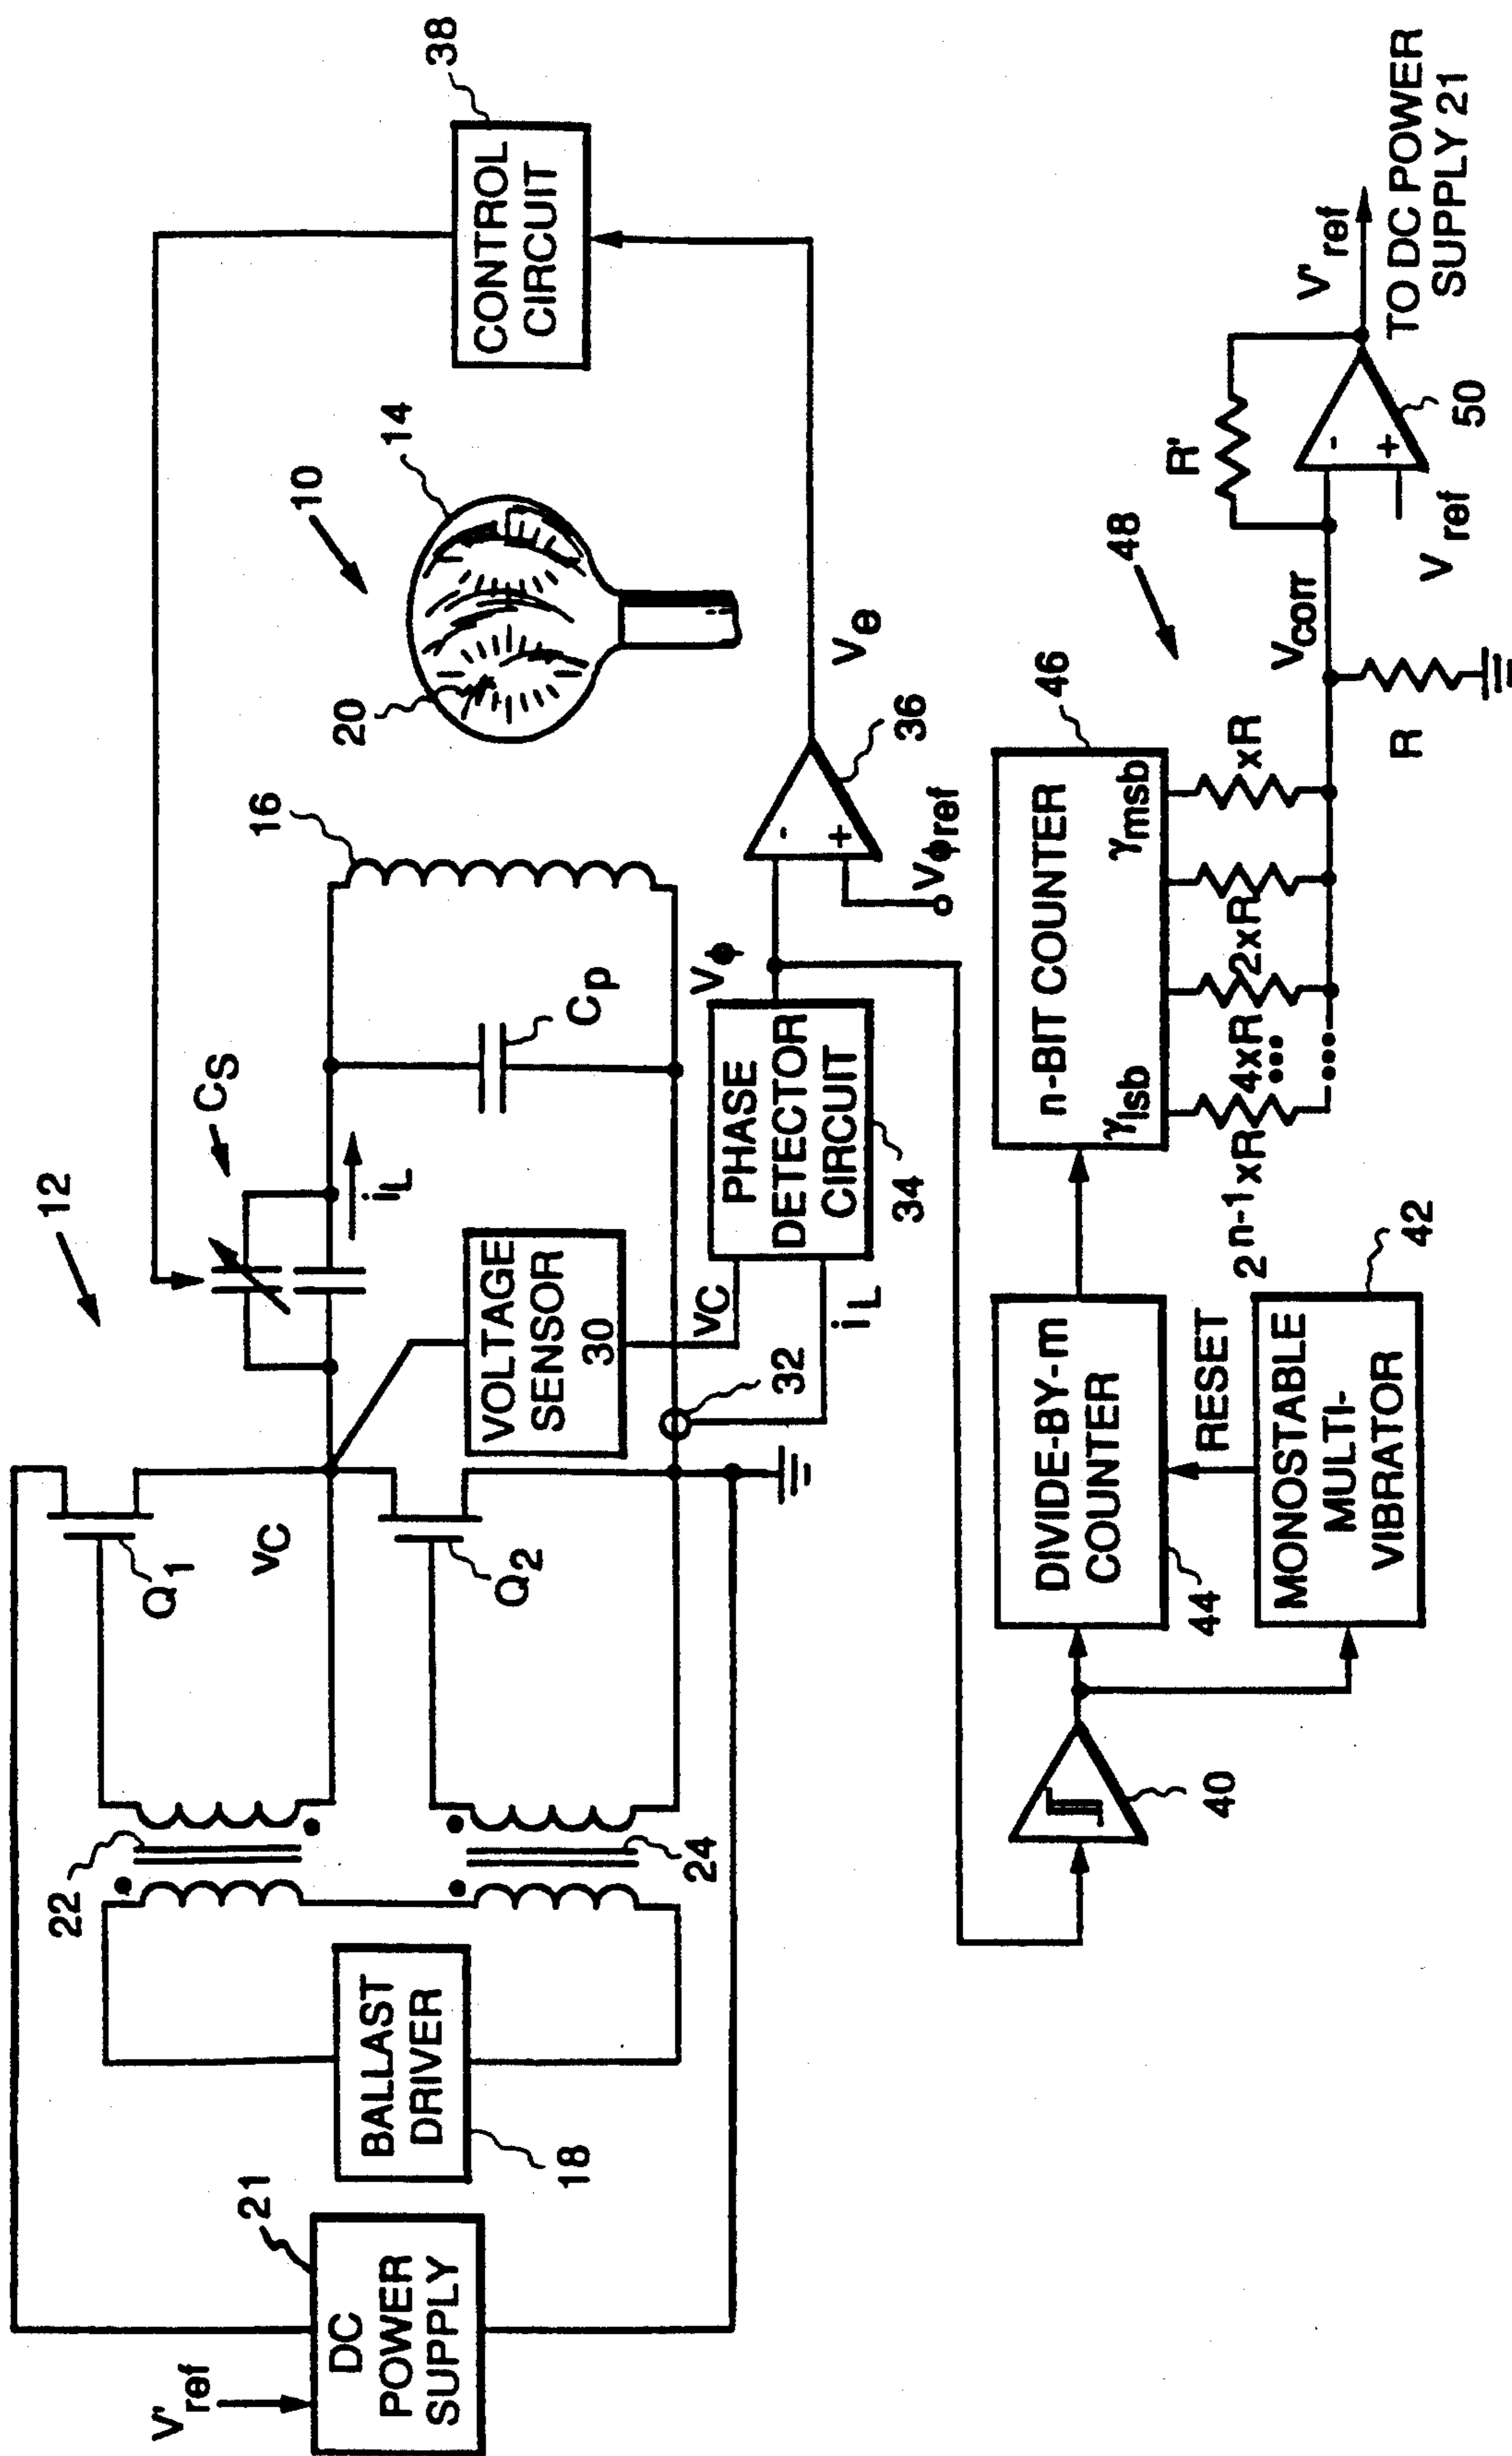 12
10
38
CONTROL
CIRCUIT
14
20
16
CS
iL
Cp
22
Q1
vC
24
Q2
BALLAST
DRIVER
18
21
V'ref
DC
POWER
SUPPLY
VOLTAGE
SENSOR
30
vC
iL
32
PHASE
DETECTOR
CIRCUIT
34
Vϕ
Vϕref
-
+
36
Ve
40
DIVIDE-BY-m
COUNTER
44
RESET
MONOSTABLE
MULTI-
VIBRATOR
42
n-BIT COUNTER
γlsb
γmsb
46
2n-1xR
4xR
•••
•••
2xR
xR
48
Vcorr
R
R'
-
+
Vref
50
V'ref
TO DC POWER
SUPPLY 21